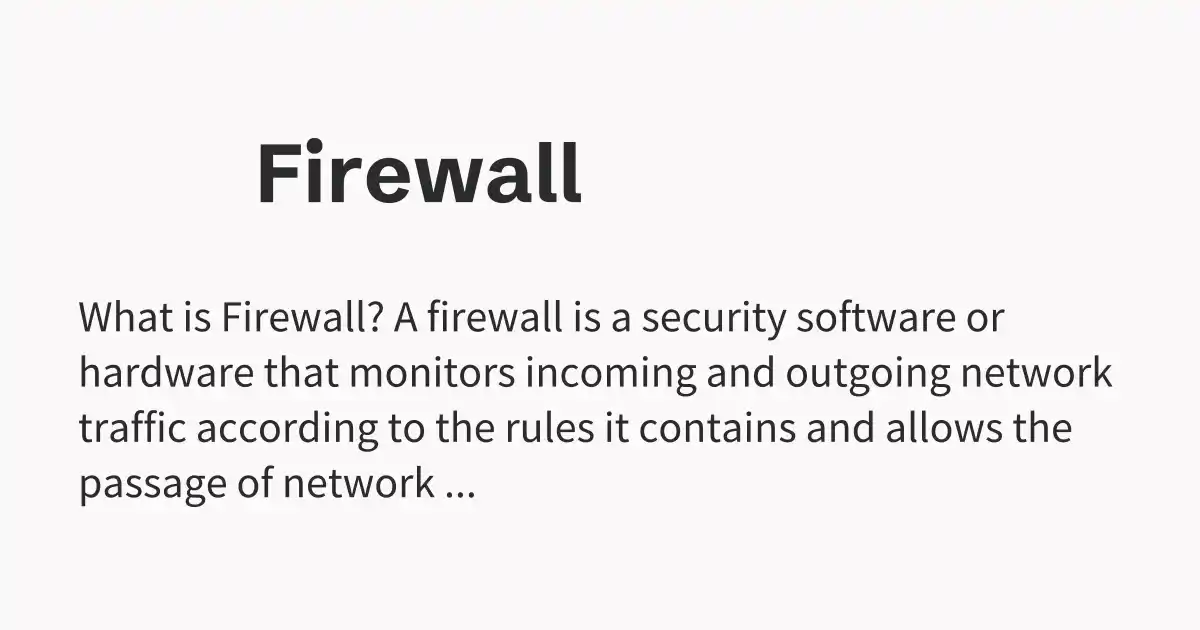 Firewall
What is Firewall? A firewall is a security software or
hardware that monitors incoming and outgoing network
traffic according to the rules it contains and allows the
passage of network ...